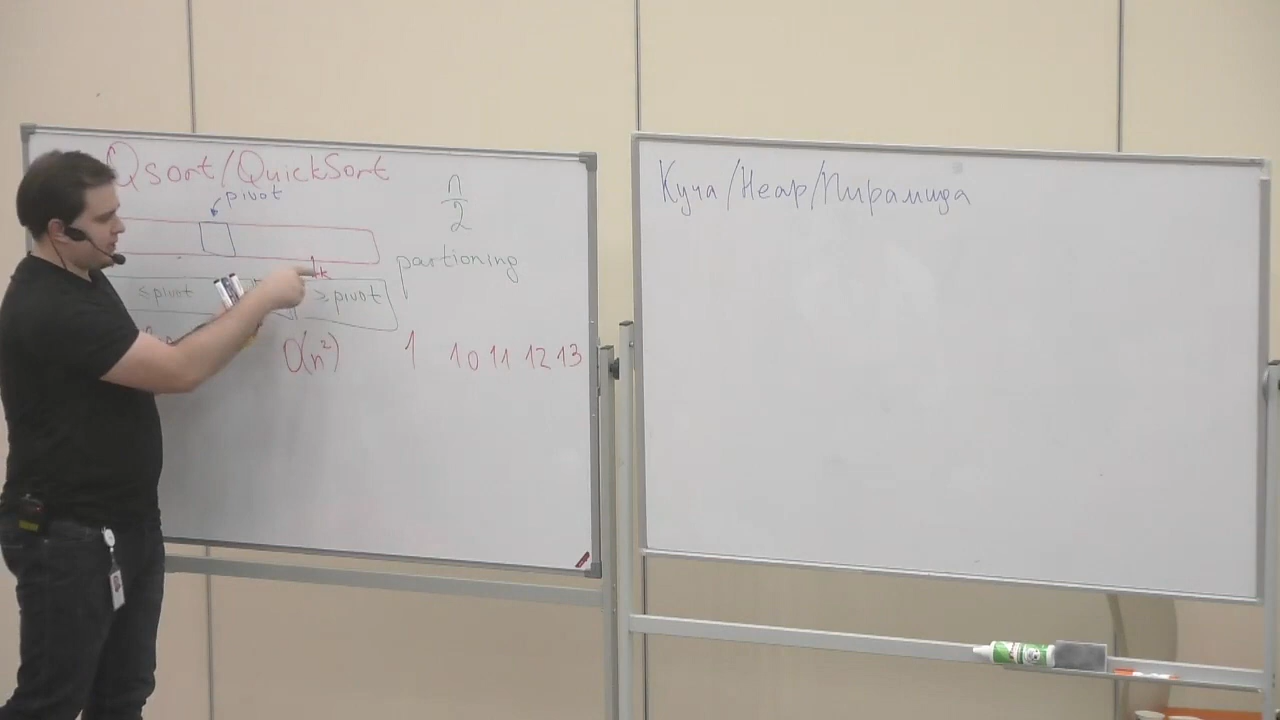 Qsort/QuickSort
pivot
n
2
partioning
k
≤pivot
≥pivot
O(n²)
1 10 11 12 13
Куча/Heap/Пирамида